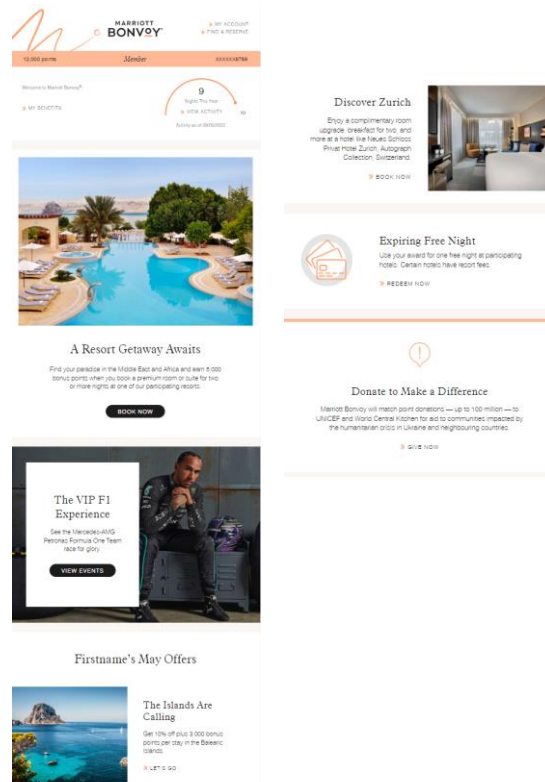 MARRIOTT
BONVOY
MY ACCOUNT
FIND & RESERVE
10,000 points
Member
XXXXXX6789
Welcome to Marriott Bonvoy®
MY BENEFITS
9
Nights This Year
VIEW ACTIVITY
A Resort Getaway Awaits
Find your paradise in the Middle East and Africa and earn 5,000
bonus points when you book a premium room or suite for two
or more nights at one of our participating resorts.
BOOK NOW
The VIP F1
Experience
See the Mercedes-AMG
Petronas Formula One Team
race for glory.
VIEW EVENTS
Firstname's May Offers
The Islands Are
Calling
Get 10% off plus 3,000 bonus
points per stay in the Balearic
Islands.
LET'S GO
Discover Zurich
Enjoy a complimentary room
upgrade, breakfast for two, and
more at a hotel like Neues Schloss
Privat Hotel Zurich, Autograph
Collection, Switzerland.
BOOK NOW
Expiring Free Night
Use your award for one free night at participating
hotels. Certain hotels have resort fees.
REDEEM NOW
Donate to Make a Difference
Marriott Bonvoy will match point donations — up to 100 million — to
UNICEF and World Central Kitchen for aid to communities impacted by
the humanitarian crisis in Ukraine and neighbouring countries.
GIVE NOW